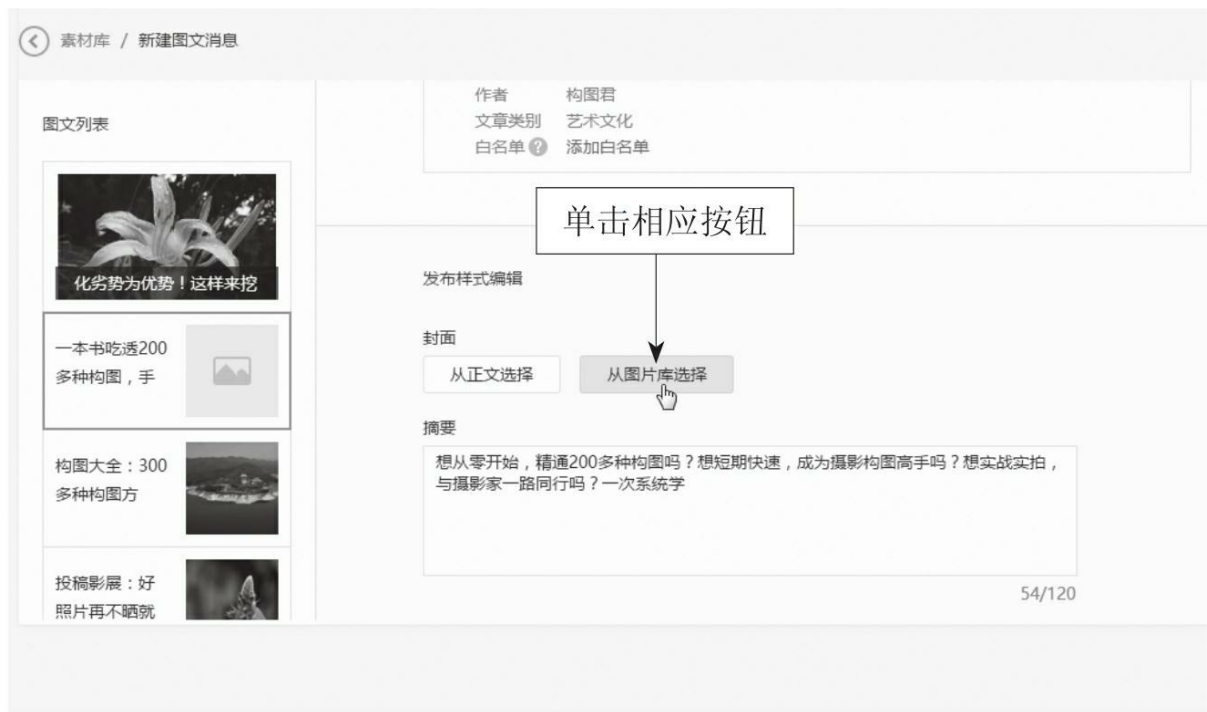 素材库 / 新建图文消息
图文列表
化劣势为优势！这样来挖
一本书吃透200
多种构图，手
构图大全：300
多种构图方
投稿影展：好
照片再不晒就
作者 构图君
文章类别 艺术文化
白名单? 添加白名单
单击相应按钮
发布样式编辑
封面
从正文选择 从图片库选择
摘要
想从零开始，精通200多种构图吗？想短期快速，成为摄影构图高手吗？想实战实拍，
与摄影家一路同行吗？一次系统学
54/120